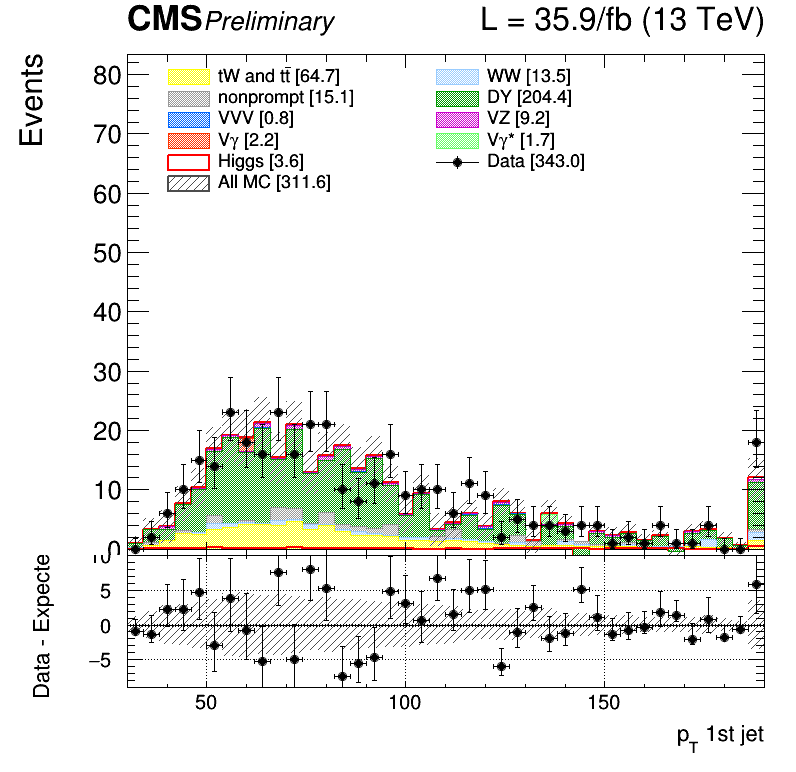 CMS Preliminary L = 35.9/fb (13 TeV)
Events
80
70
60
50
40
30
20
10
0
tW and tt̄ [64.7]
nonprompt [15.1]
VVV [0.8]
Vγ [2.2]
Higgs [3.6]
All MC [311.6]
WW [13.5]
DY [204.4]
VZ [9.2]
Vγ* [1.7]
Data [343.0]
Data - Expecte
10
5
0
−5
50 100 150
p_T 1st jet